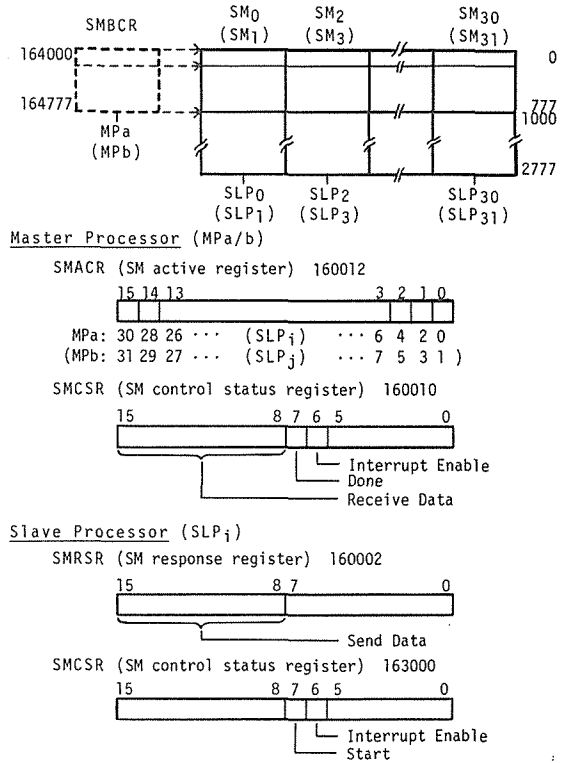 SMBCR SM0 SM2 SM30
(SM1) (SM3) (SM31)
164000 0
164777 777
1000
MPa
(MPb)
2777
SLP0 SLP2 SLP30
(SLP1) (SLP3) (SLP31)
Master Processor (MPa/b)
SMACR (SM active register) 160012
15 14 13 3 2 1 0
MPa: 30 28 26 ··· (SLPi) ··· 6 4 2 0
(MPb: 31 29 27 ··· (SLPj) ··· 7 5 3 1 )
SMCSR (SM control status register) 160010
15 8 7 6 5 0
Interrupt Enable
Done
Receive Data
Slave Processor (SLPi)
SMRSR (SM response register) 160002
15 8 7 0
Send Data
SMCSR (SM control status register) 163000
15 8 7 6 5 0
Interrupt Enable
Start